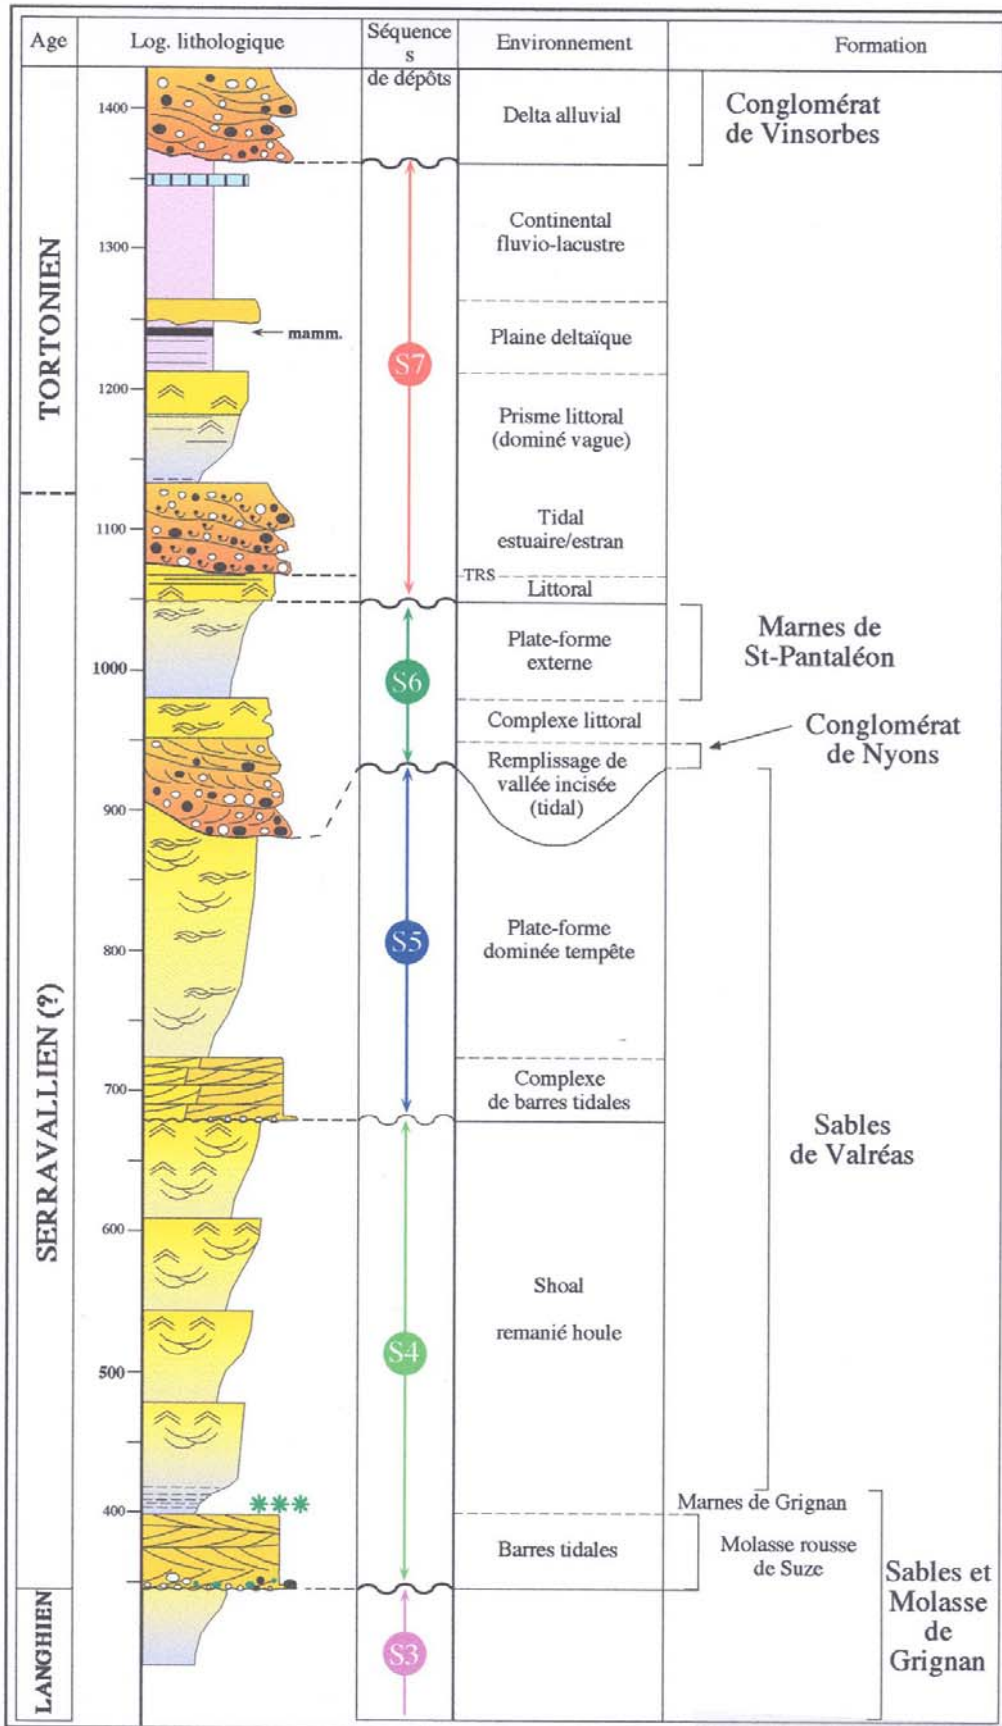 Age
Log. lithologique
Séquence
s
de dépôts
Environnement
Formation
1400
Delta alluvial
Conglomérat
de Vinsorbes
TORTONIEN
1300
Continental
fluvio-lacustre
mamm.
Plaine deltaïque
S7
1200
Prisme littoral
(dominé vague)
1100
Tidal
estuaire/estran
TRS
Littoral
SERRAVALLIEN (?)
1000
S6
Plate-forme
externe
Marnes de
St-Pantaléon
Complexe littoral
Conglomérat
de Nyons
Remplissage de
vallée incisée
(tidal)
900
800
S5
Plate-forme
dominée tempête
700
Complexe
de barres tidales
Sables
de Valréas
600
Shoal
remanié houle
500
S4
400
Marnes de Grignan
Barres tidales
Molasse rousse
de Suze
Sables et
Molasse
de
Grignan
LANGHIEN
S3